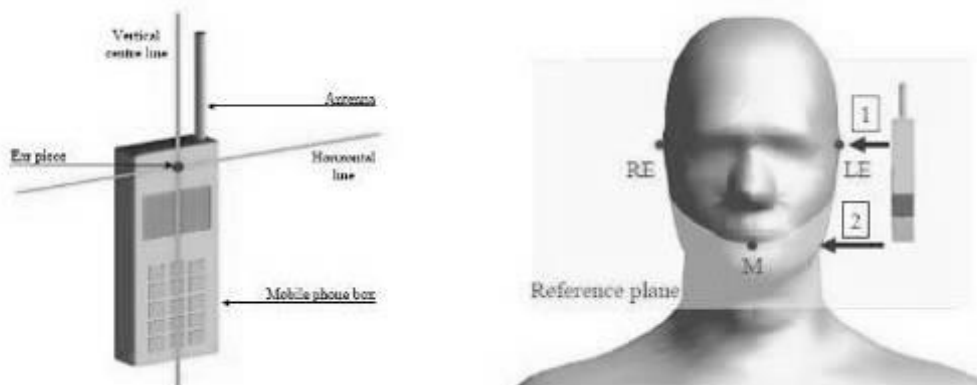 Vertical
centre line
Antenna
Ear piece
Horizontal
line
Mobile phone box
1
RE
LE
2
M
Reference plane